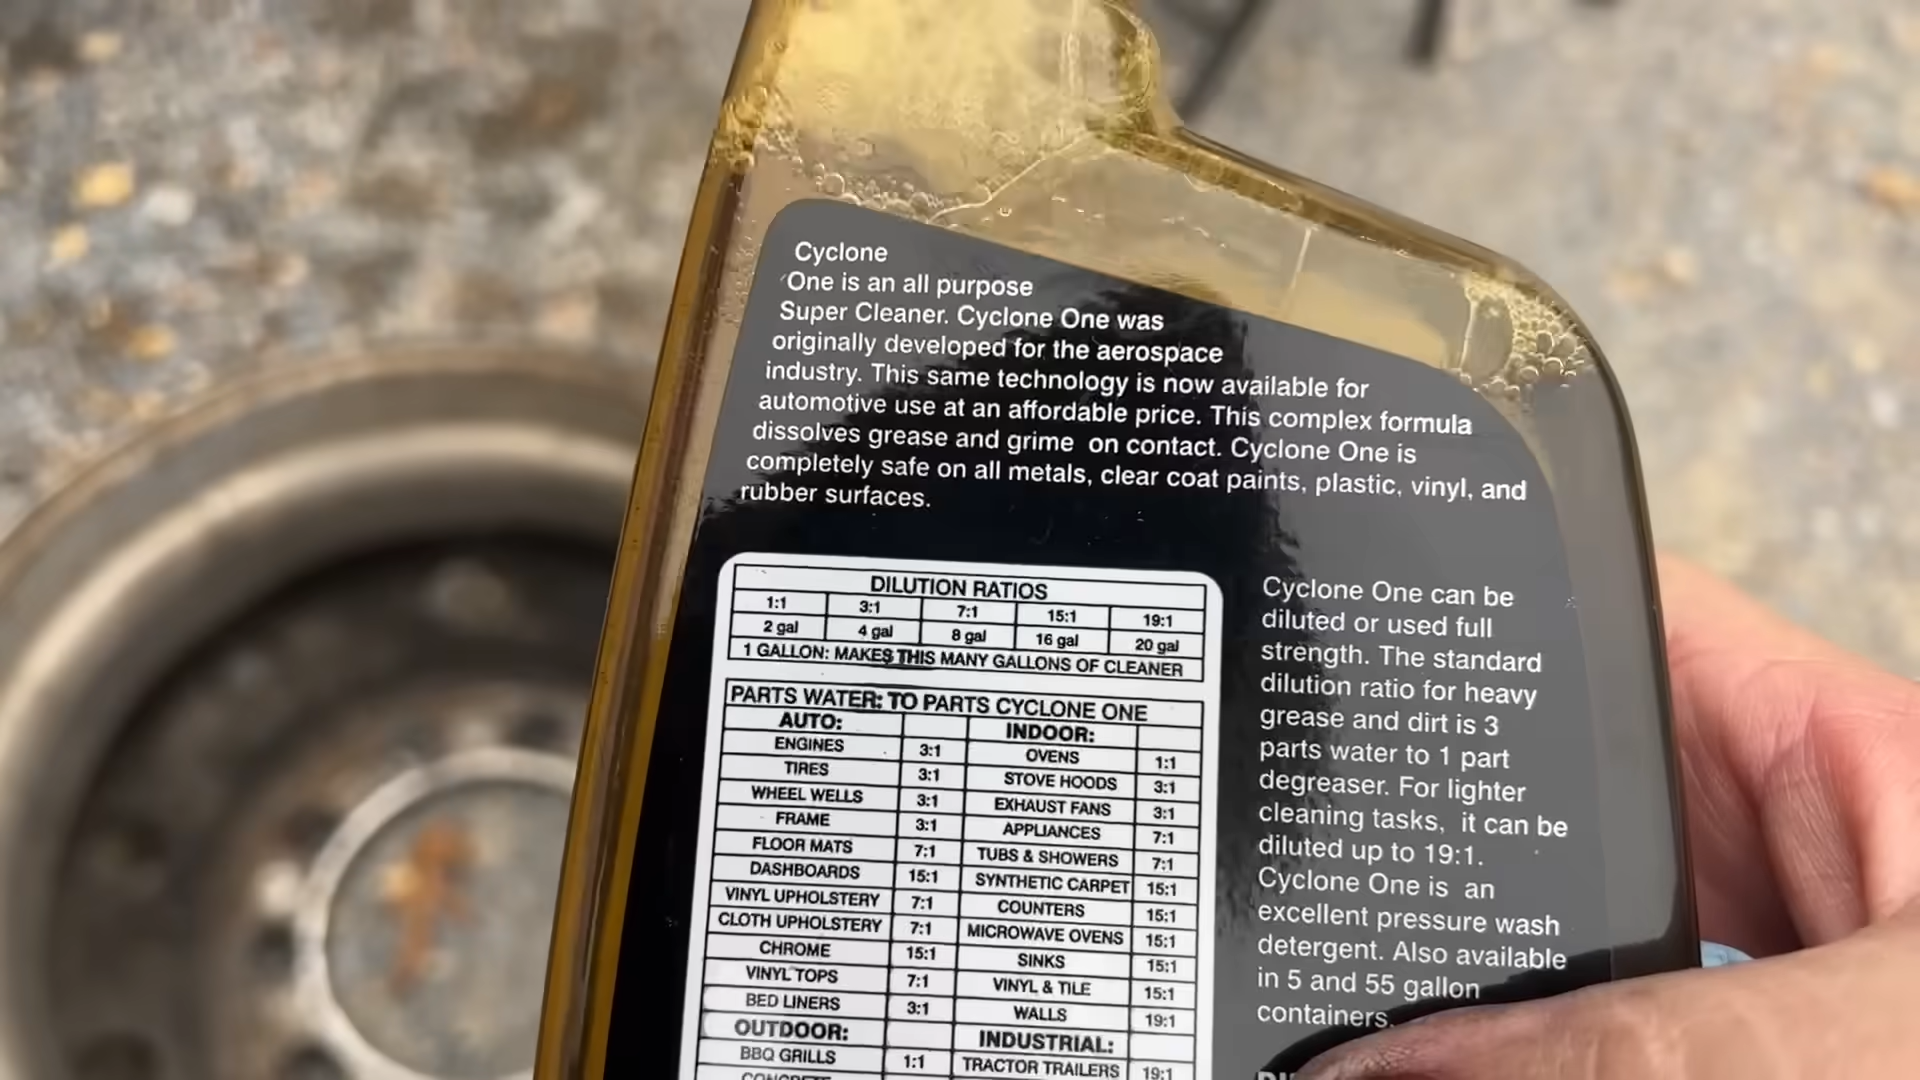 Cyclone
One is an all purpose
Super Cleaner. Cyclone One was
originally developed for the aerospace
industry. This same technology is now available for
automotive use at an affordable price. This complex formula
dissolves grease and grime on contact. Cyclone One is
completely safe on all metals, clear coat paints, plastic, vinyl, and
rubber surfaces.
DILUTION RATIOS
1:1 3:1 7:1 15:1 19:1
2 gal 4 gal 8 gal 16 gal 20 gal
1 GALLON: MAKES THIS MANY GALLONS OF CLEANER
PARTS WATER: TO PARTS CYCLONE ONE
AUTO: INDOOR:
ENGINES 3:1 OVENS 1:1
TIRES 3:1 STOVE HOODS 3:1
WHEEL WELLS 3:1 EXHAUST FANS 3:1
FRAME 3:1 APPLIANCES 7:1
FLOOR MATS 7:1 TUBS & SHOWERS 7:1
DASHBOARDS 15:1 SYNTHETIC CARPET 15:1
VINYL UPHOLSTERY 7:1 COUNTERS 15:1
CLOTH UPHOLSTERY 7:1 MICROWAVE OVENS 15:1
CHROME 15:1 SINKS 15:1
VINYL TOPS 7:1 VINYL & TILE 15:1
BED LINERS 3:1 WALLS 19:1
OUTDOOR: INDUSTRIAL:
BBQ GRILLS 1:1 TRACTOR TRAILERS 19:1
CONCRETE
Cyclone One can be
diluted or used full
strength. The standard
dilution ratio for heavy
grease and dirt is 3
parts water to 1 part
degreaser. For lighter
cleaning tasks, it can be
diluted up to 19:1.
Cyclone One is an
excellent pressure wash
detergent. Also available
in 5 and 55 gallon
containers.